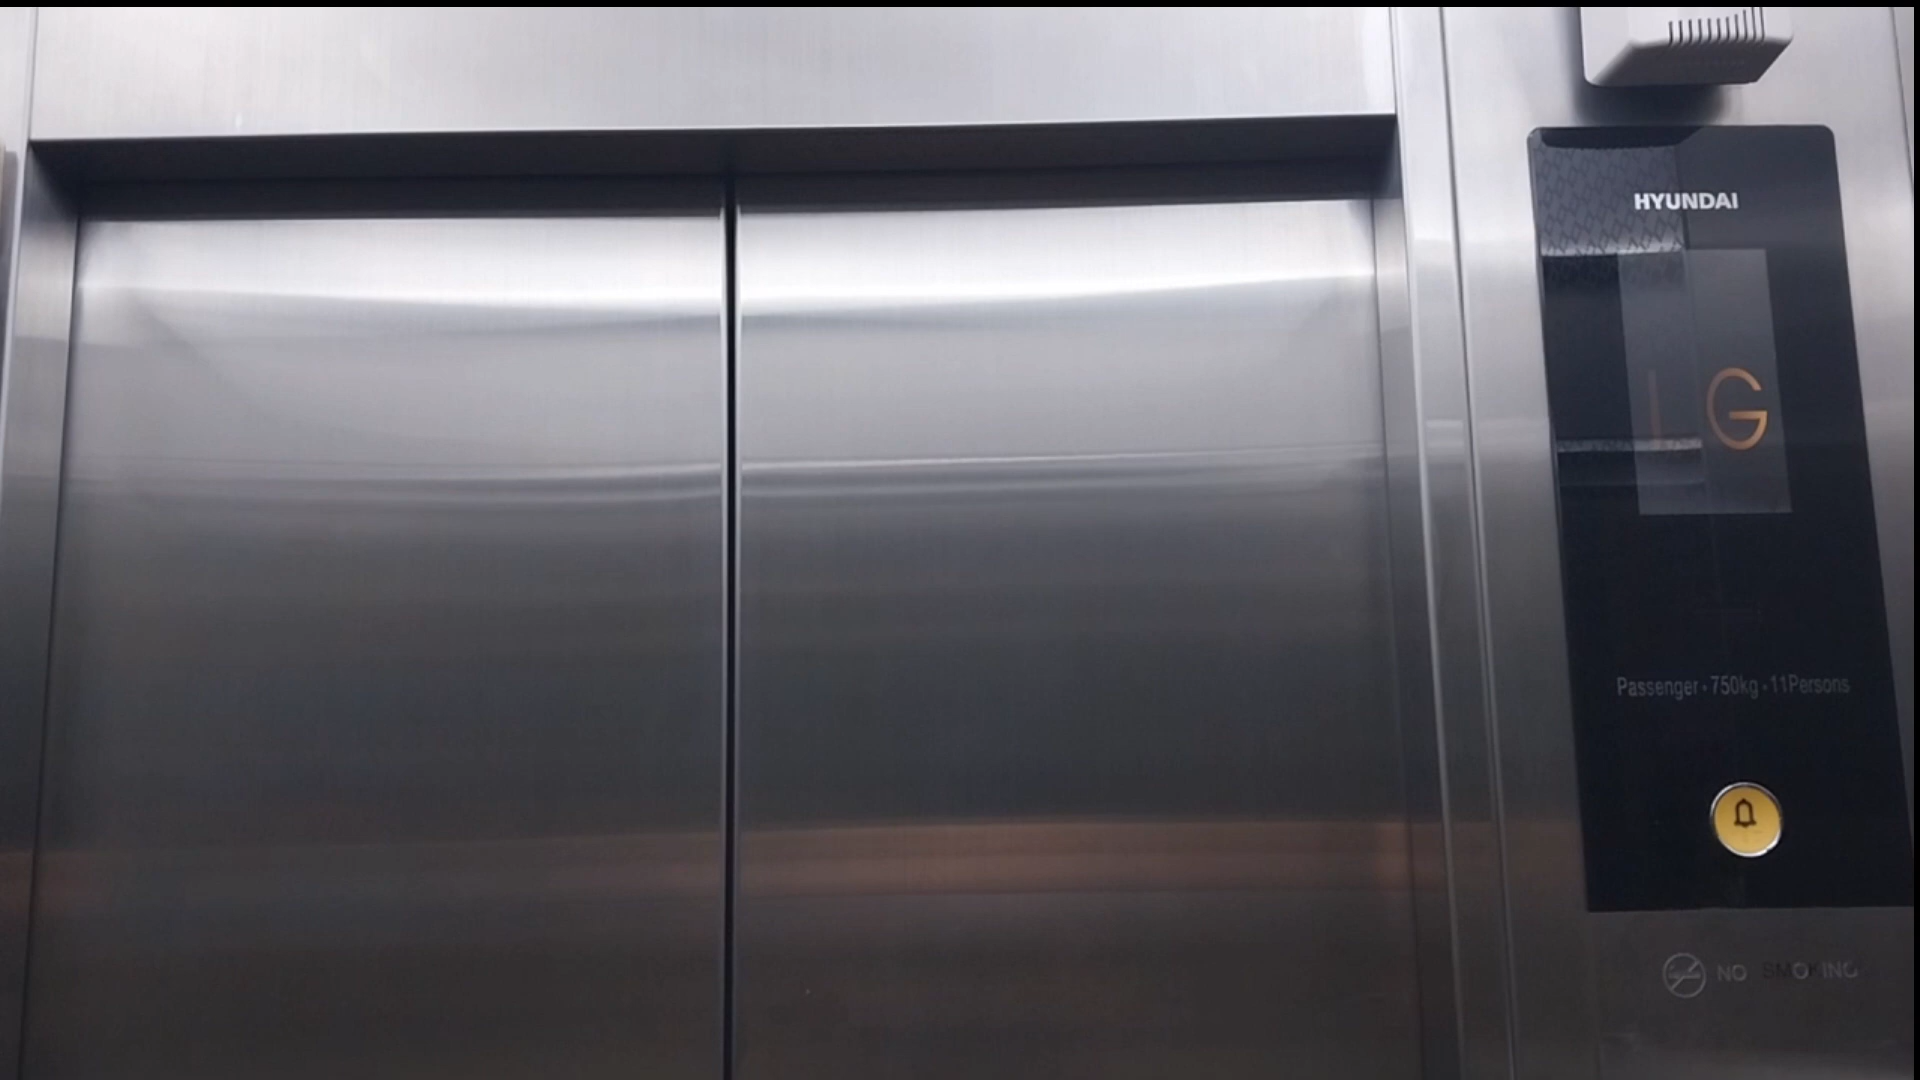 HYUNDAI
LG
Passenger · 750kg · 11Persons
NO SMOKING